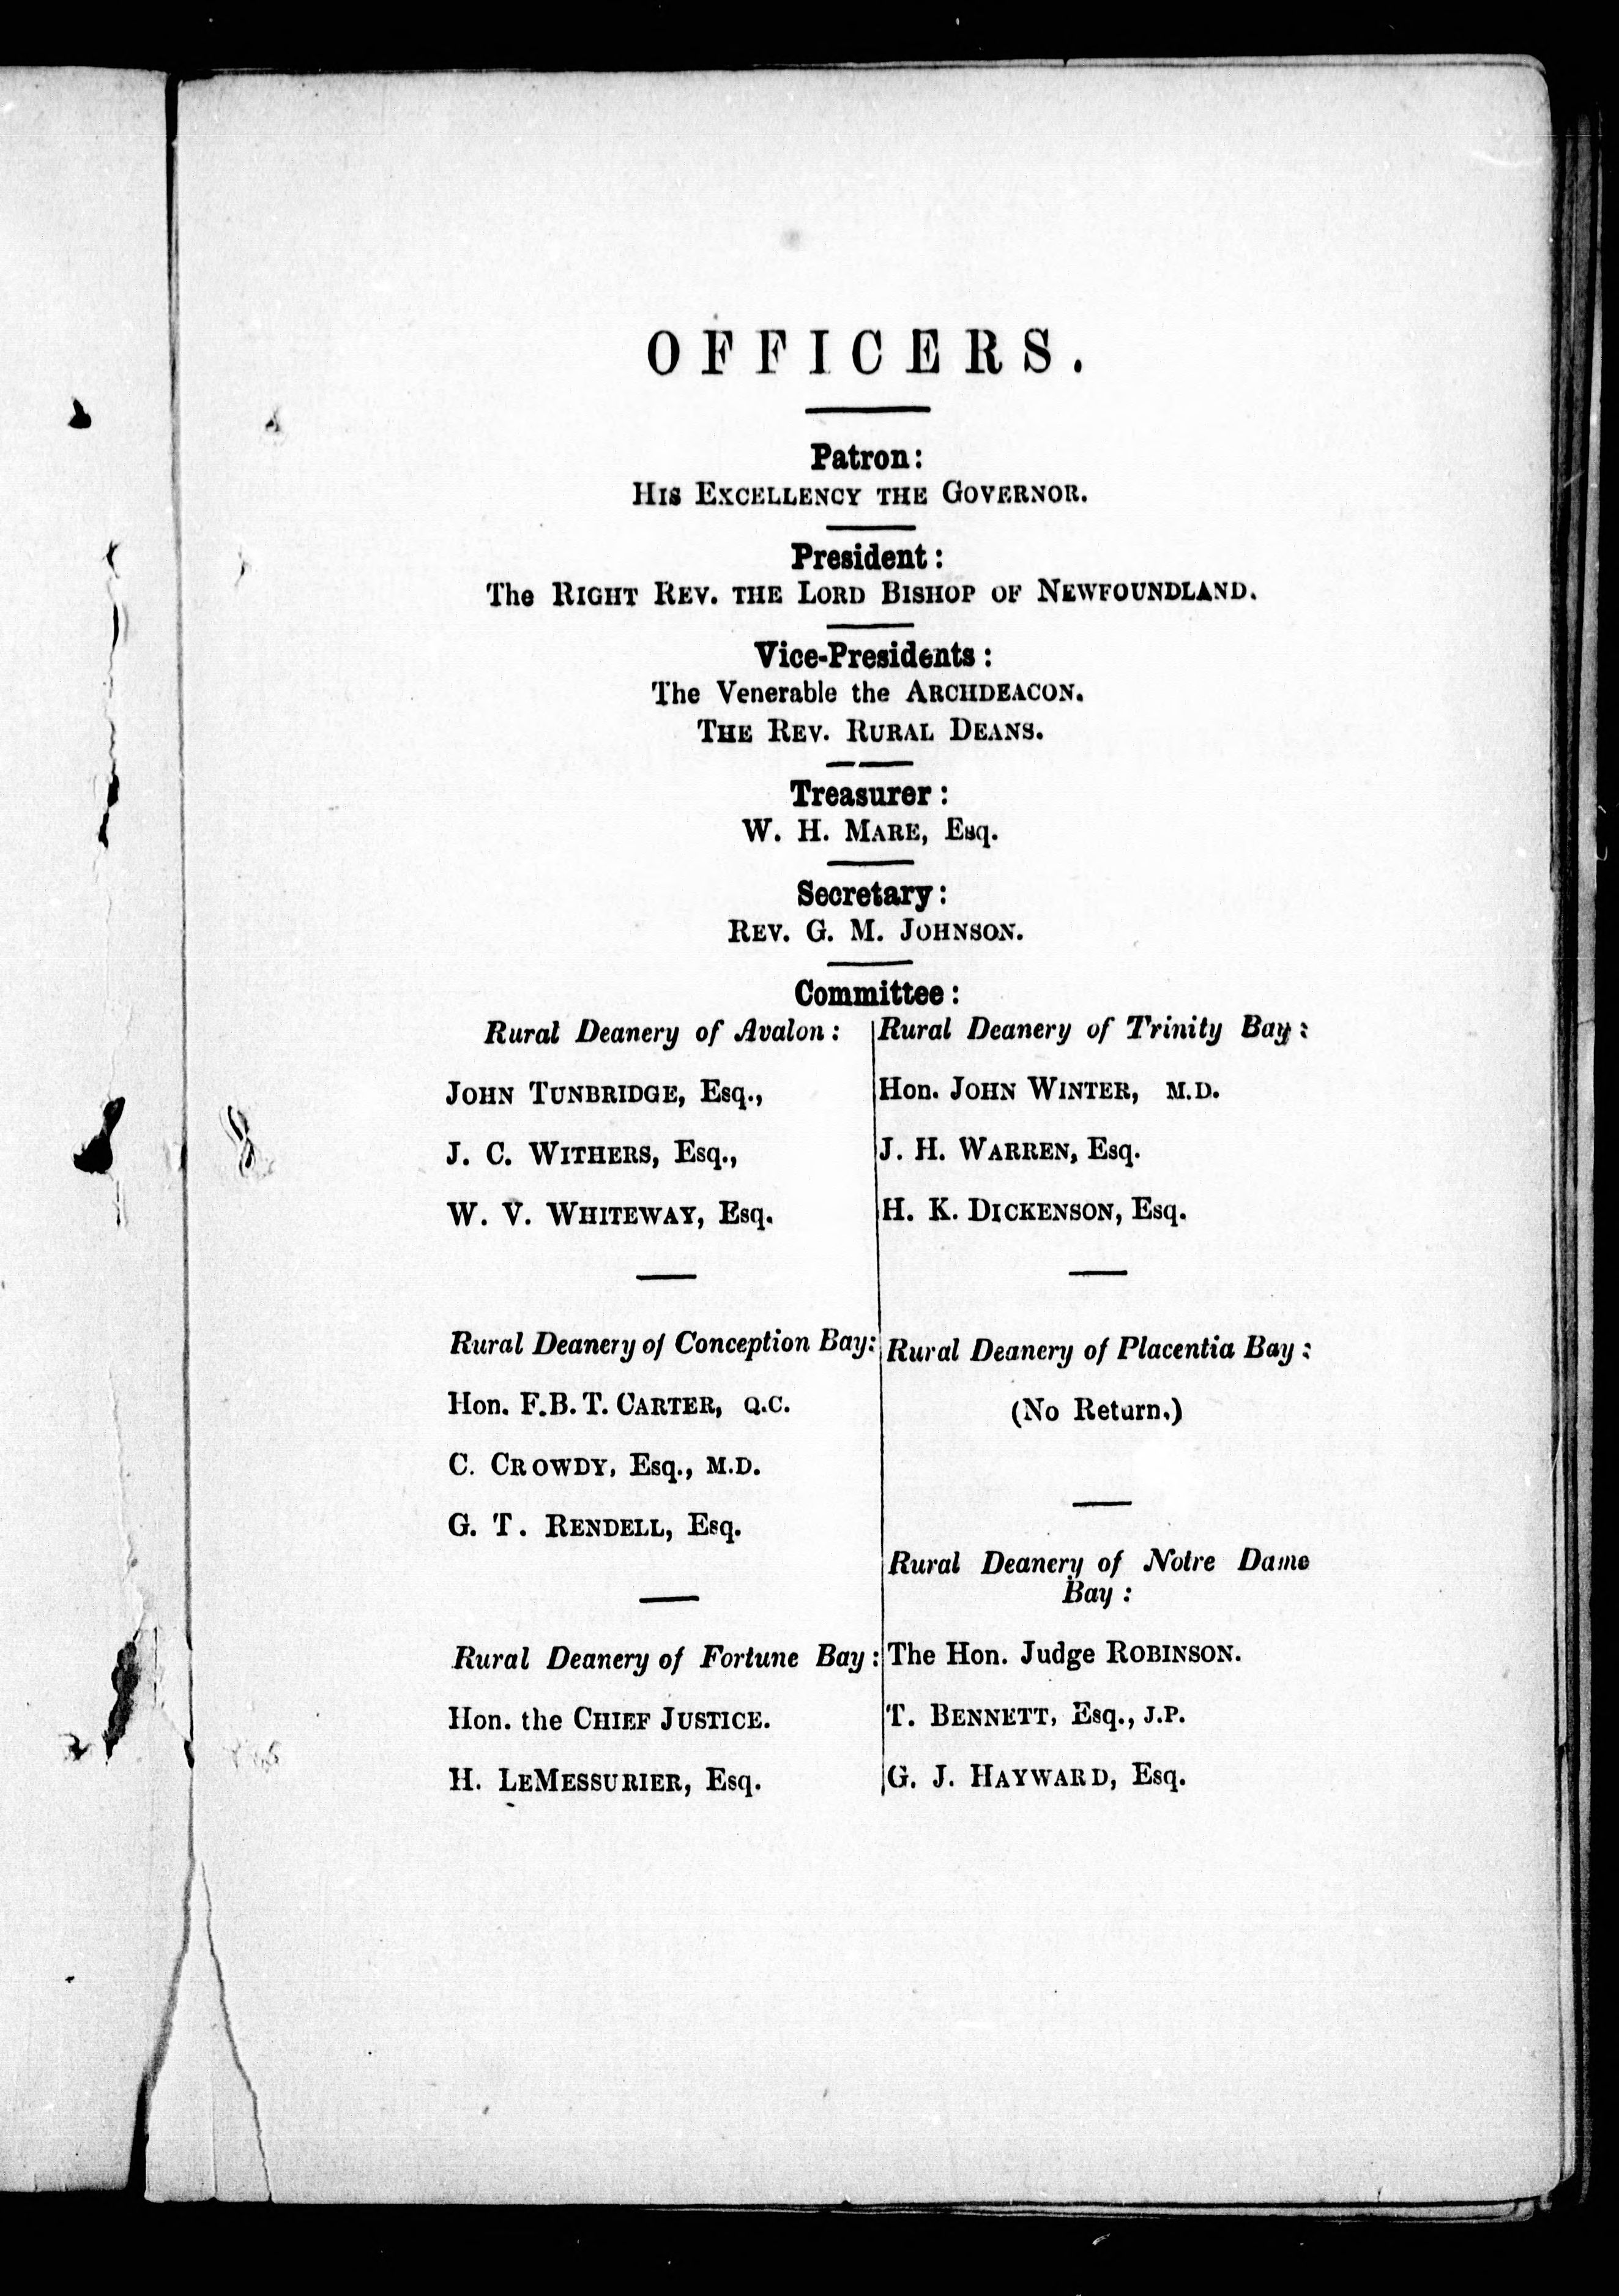 OFFICERS.
Patron:
HIS EXCELLENCY THE GOVERNOR.
President:
The RIGHT REV. THE LORD BISHOP OF NEWFOUNDLAND.
Vice-Presidents:
The Venerable the ARCHDEACON.
THE REV. RURAL DEANS.
Treasurer:
W. H. MARE, Esq.
Secretary:
REV. G. M. JOHNSON.
Committee:
Rural Deanery of Avalon:
JOHN TUNBRIDGE, Esq.,
J. C. WITHERS, Esq.,
W. V. WHITEWAY, Esq.
Rural Deanery of Conception Bay:
Hon. F.B.T. CARTER, Q.C.
C. CROWDY, Esq., M.D.
G. T. RENDELL, Esq.
Rural Deanery of Fortune Bay:
Hon. the CHIEF JUSTICE.
H. LEMESSURIER, Esq.
Rural Deanery of Trinity Bay:
Hon. JOHN WINTER, M.D.
J. H. WARREN, Esq.
H. K. DICKENSON, Esq.
Rural Deanery of Placentia Bay:
(No Return.)
Rural Deanery of Notre Dame
Bay:
The Hon. Judge ROBINSON.
T. BENNETT, Esq., J.P.
G. J. HAYWARD, Esq.